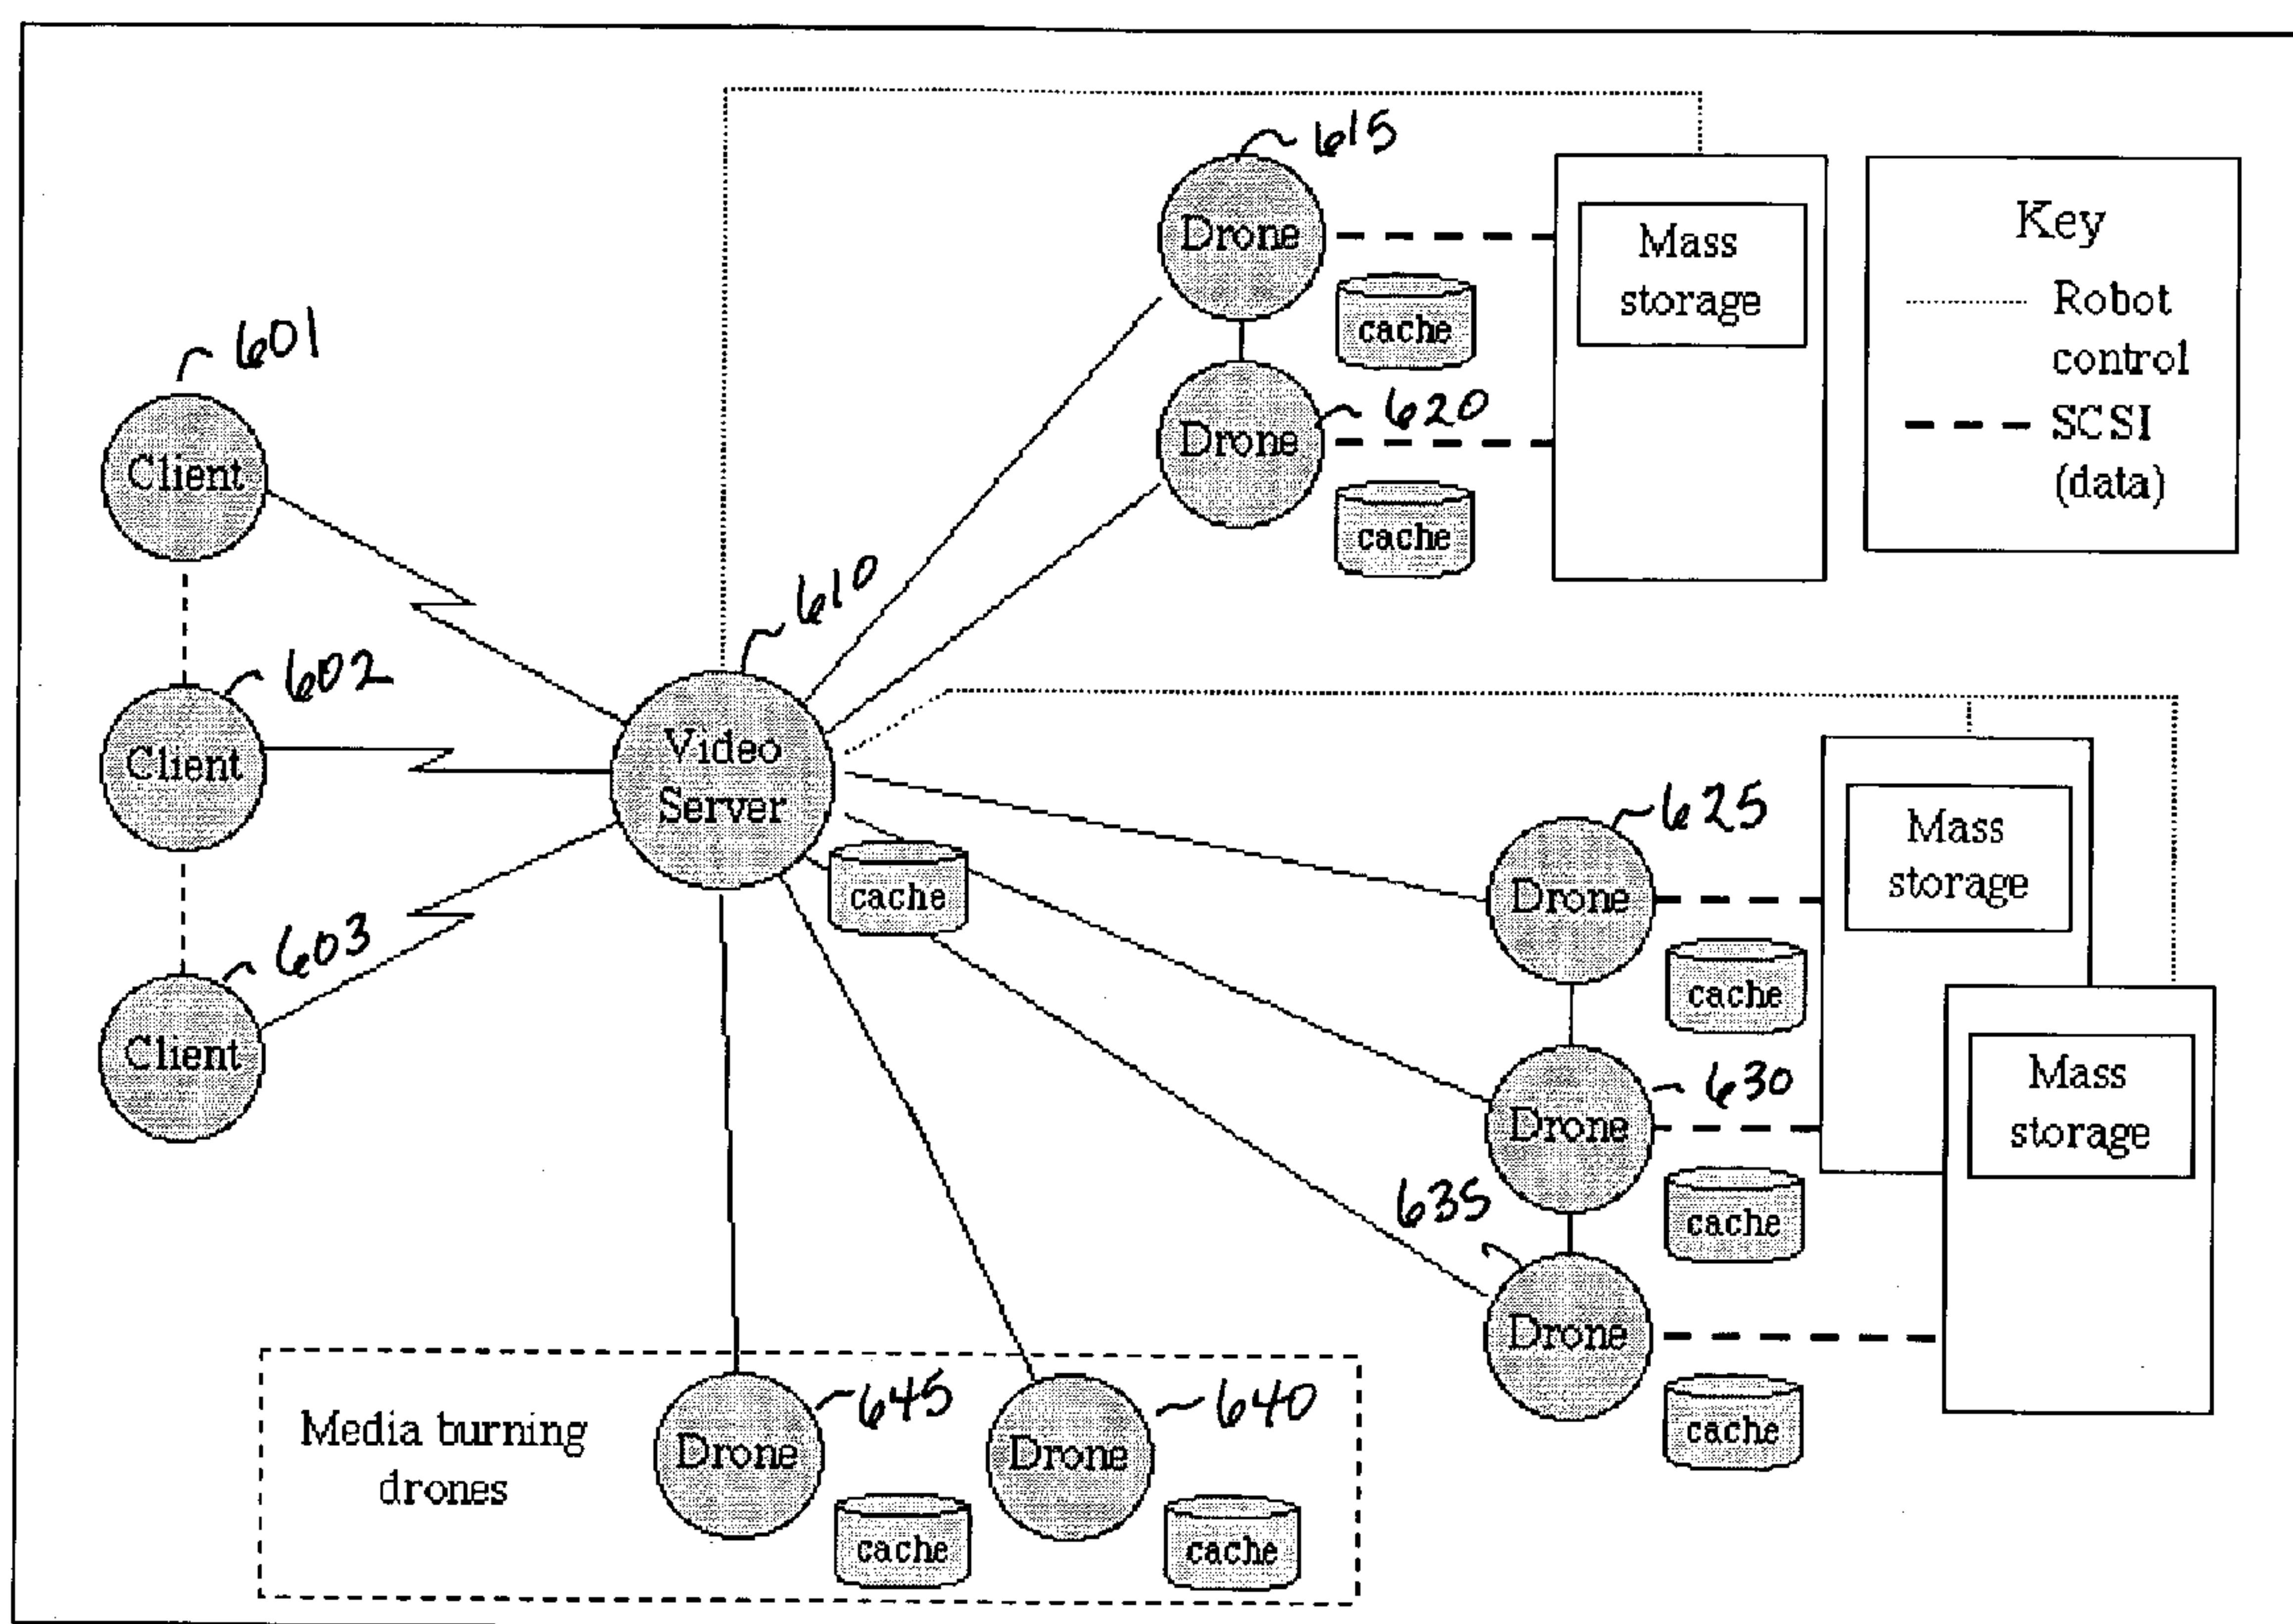 615
Drone
Mass
storage
cache
Key
Robot
control
SCSI
(data)
620
Drone
cache
601
Client
602
Client
603
Client
610
Video
Server
cache
625
Drone
Mass
storage
cache
630
Drone
Mass
storage
cache
635
Drone
cache
Media burning
drones
645
Drone
cache
640
Drone
cache